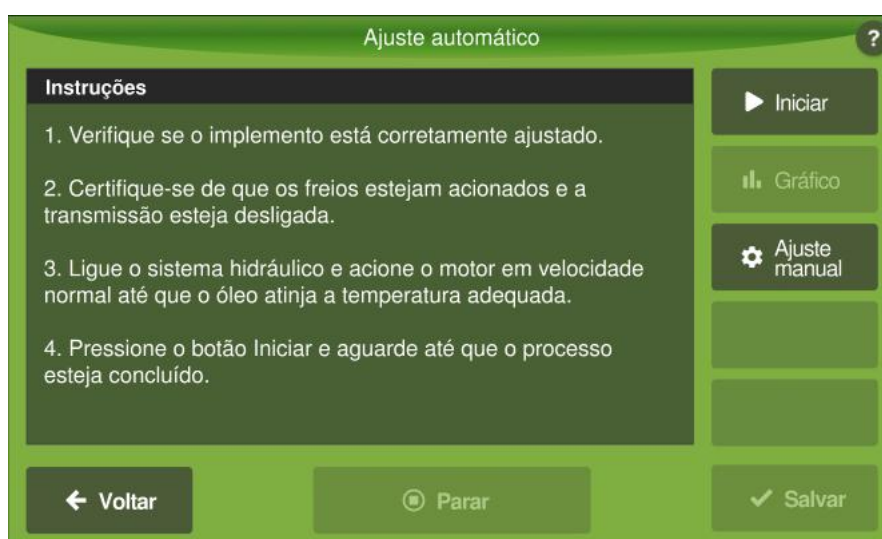 Ajuste automático
?
Instruções
1. Verifique se o implemento está corretamente ajustado.
2. Certifique-se de que os freios estejam acionados e a
transmissão esteja desligada.
3. Ligue o sistema hidráulico e acione o motor em velocidade
normal até que o óleo atinja a temperatura adequada.
4. Pressione o botão Iniciar e aguarde até que o processo
esteja concluído.
Iniciar
Gráfico
Ajuste
manual
Voltar
Parar
Salvar